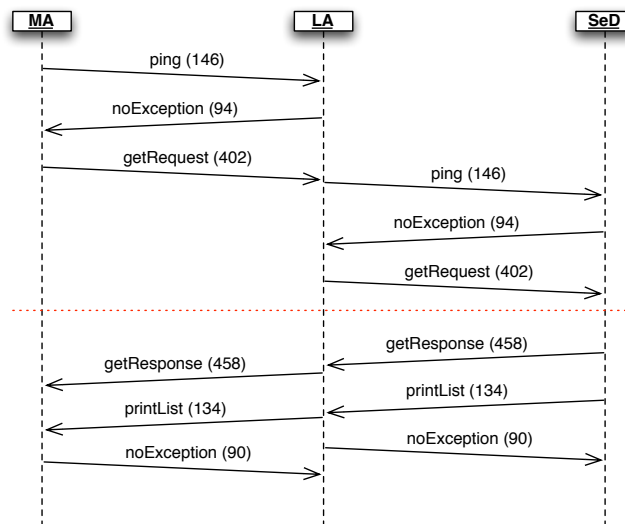 MA
LA
SeD
ping (146)
noException (94)
getRequest (402)
ping (146)
noException (94)
getRequest (402)
getResponse (458)
getResponse (458)
printList (134)
printList (134)
noException (90)
noException (90)